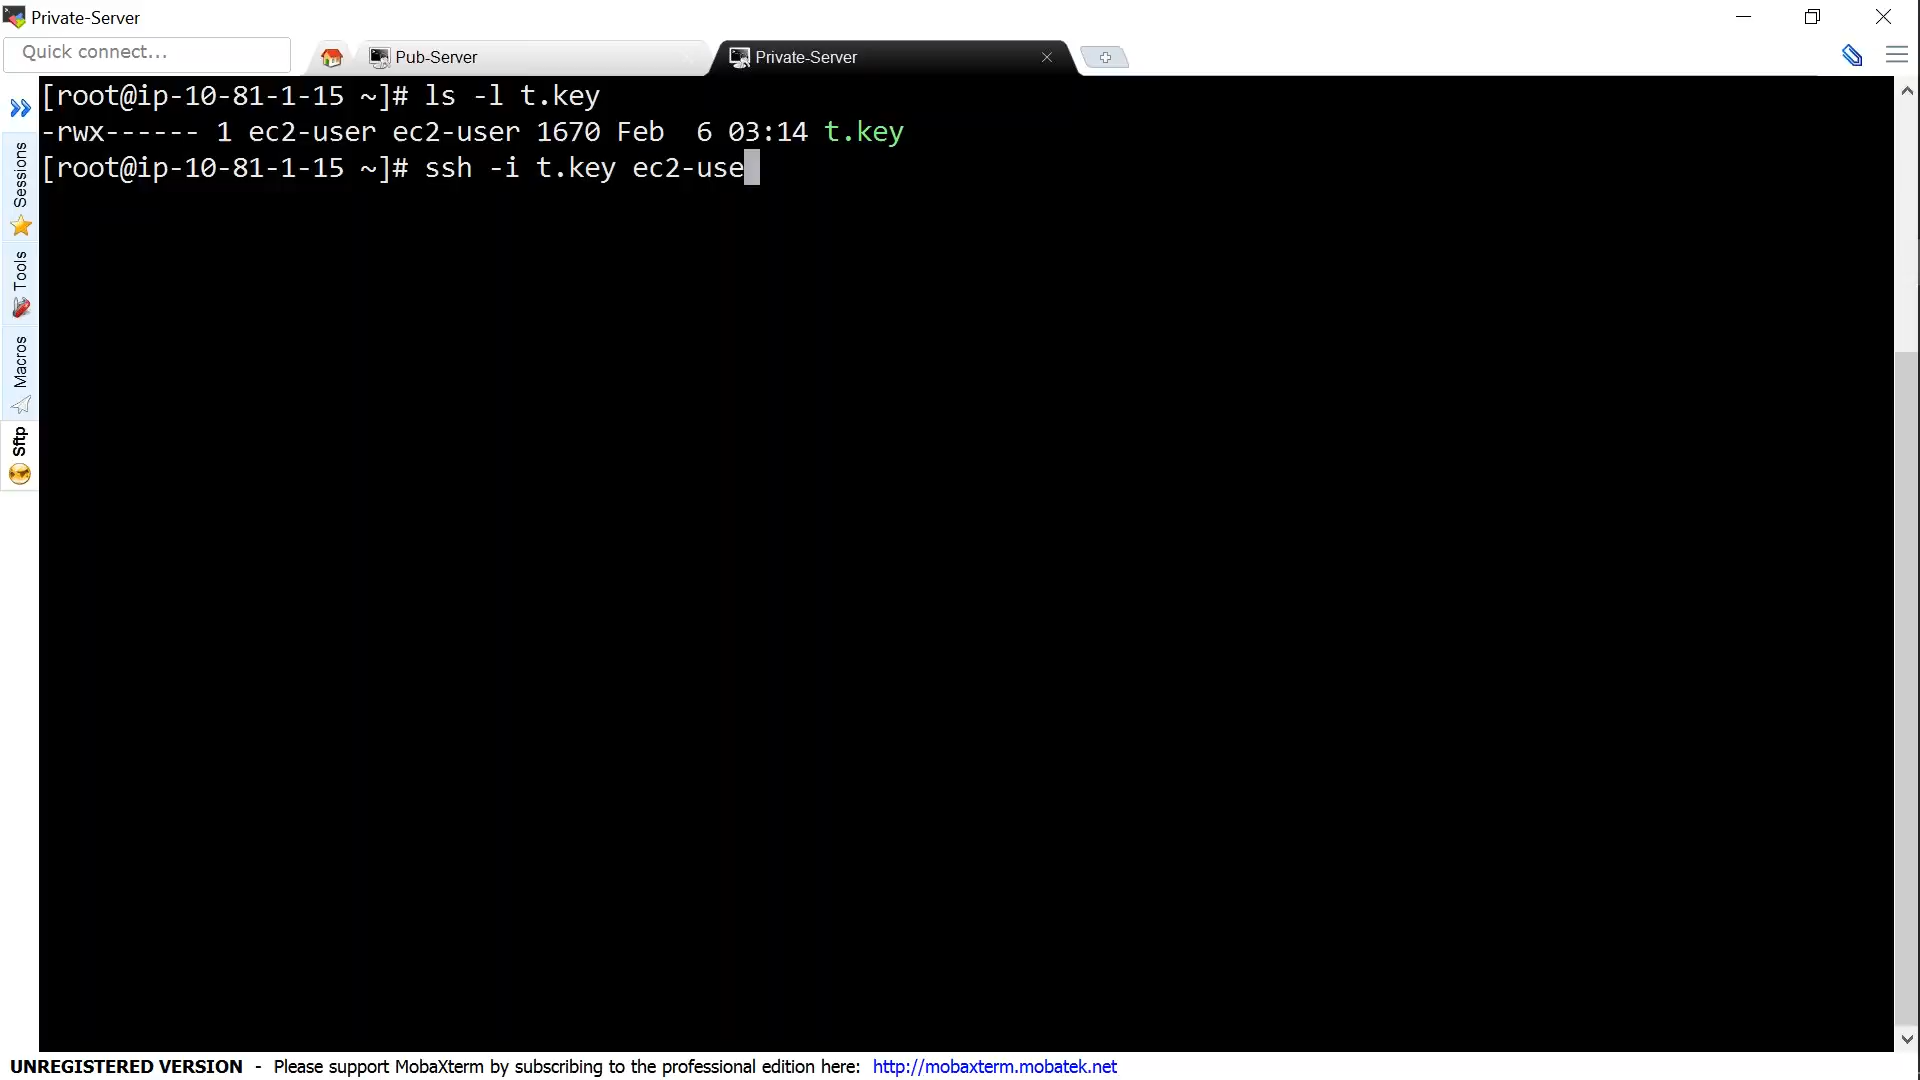 Private-Server
Quick connect...
Pub-Server
Private-Server
[root@ip-10-81-1-15 ~]# ls -l t.key
-rwx------ 1 ec2-user ec2-user 1670 Feb  6 03:14 t.key
[root@ip-10-81-1-15 ~]# ssh -i t.key ec2-use
Sessions
Tools
Macros
Sftp
UNREGISTERED VERSION - Please support MobaXterm by subscribing to the professional edition here: http://mobaxterm.mobatek.net